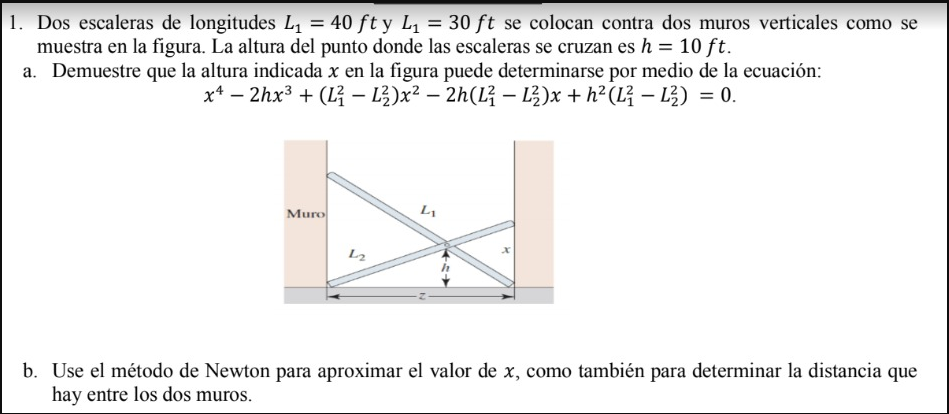 1. Dos escaleras de longitudes L₁ = 40 ft y L₁ = 30 ft se colocan contra dos muros verticales como se
muestra en la figura. La altura del punto donde las escaleras se cruzan es h = 10 ft.
a. Demuestre que la altura indicada x en la figura puede determinarse por medio de la ecuación:
x⁴ − 2hx³ + (L₁² − L₂²)x² − 2h(L₁² − L₂²)x + h²(L₁² − L₂²) = 0.
Muro
L₁
L₂
x
h
z
b. Use el método de Newton para aproximar el valor de x, como también para determinar la distancia que
hay entre los dos muros.